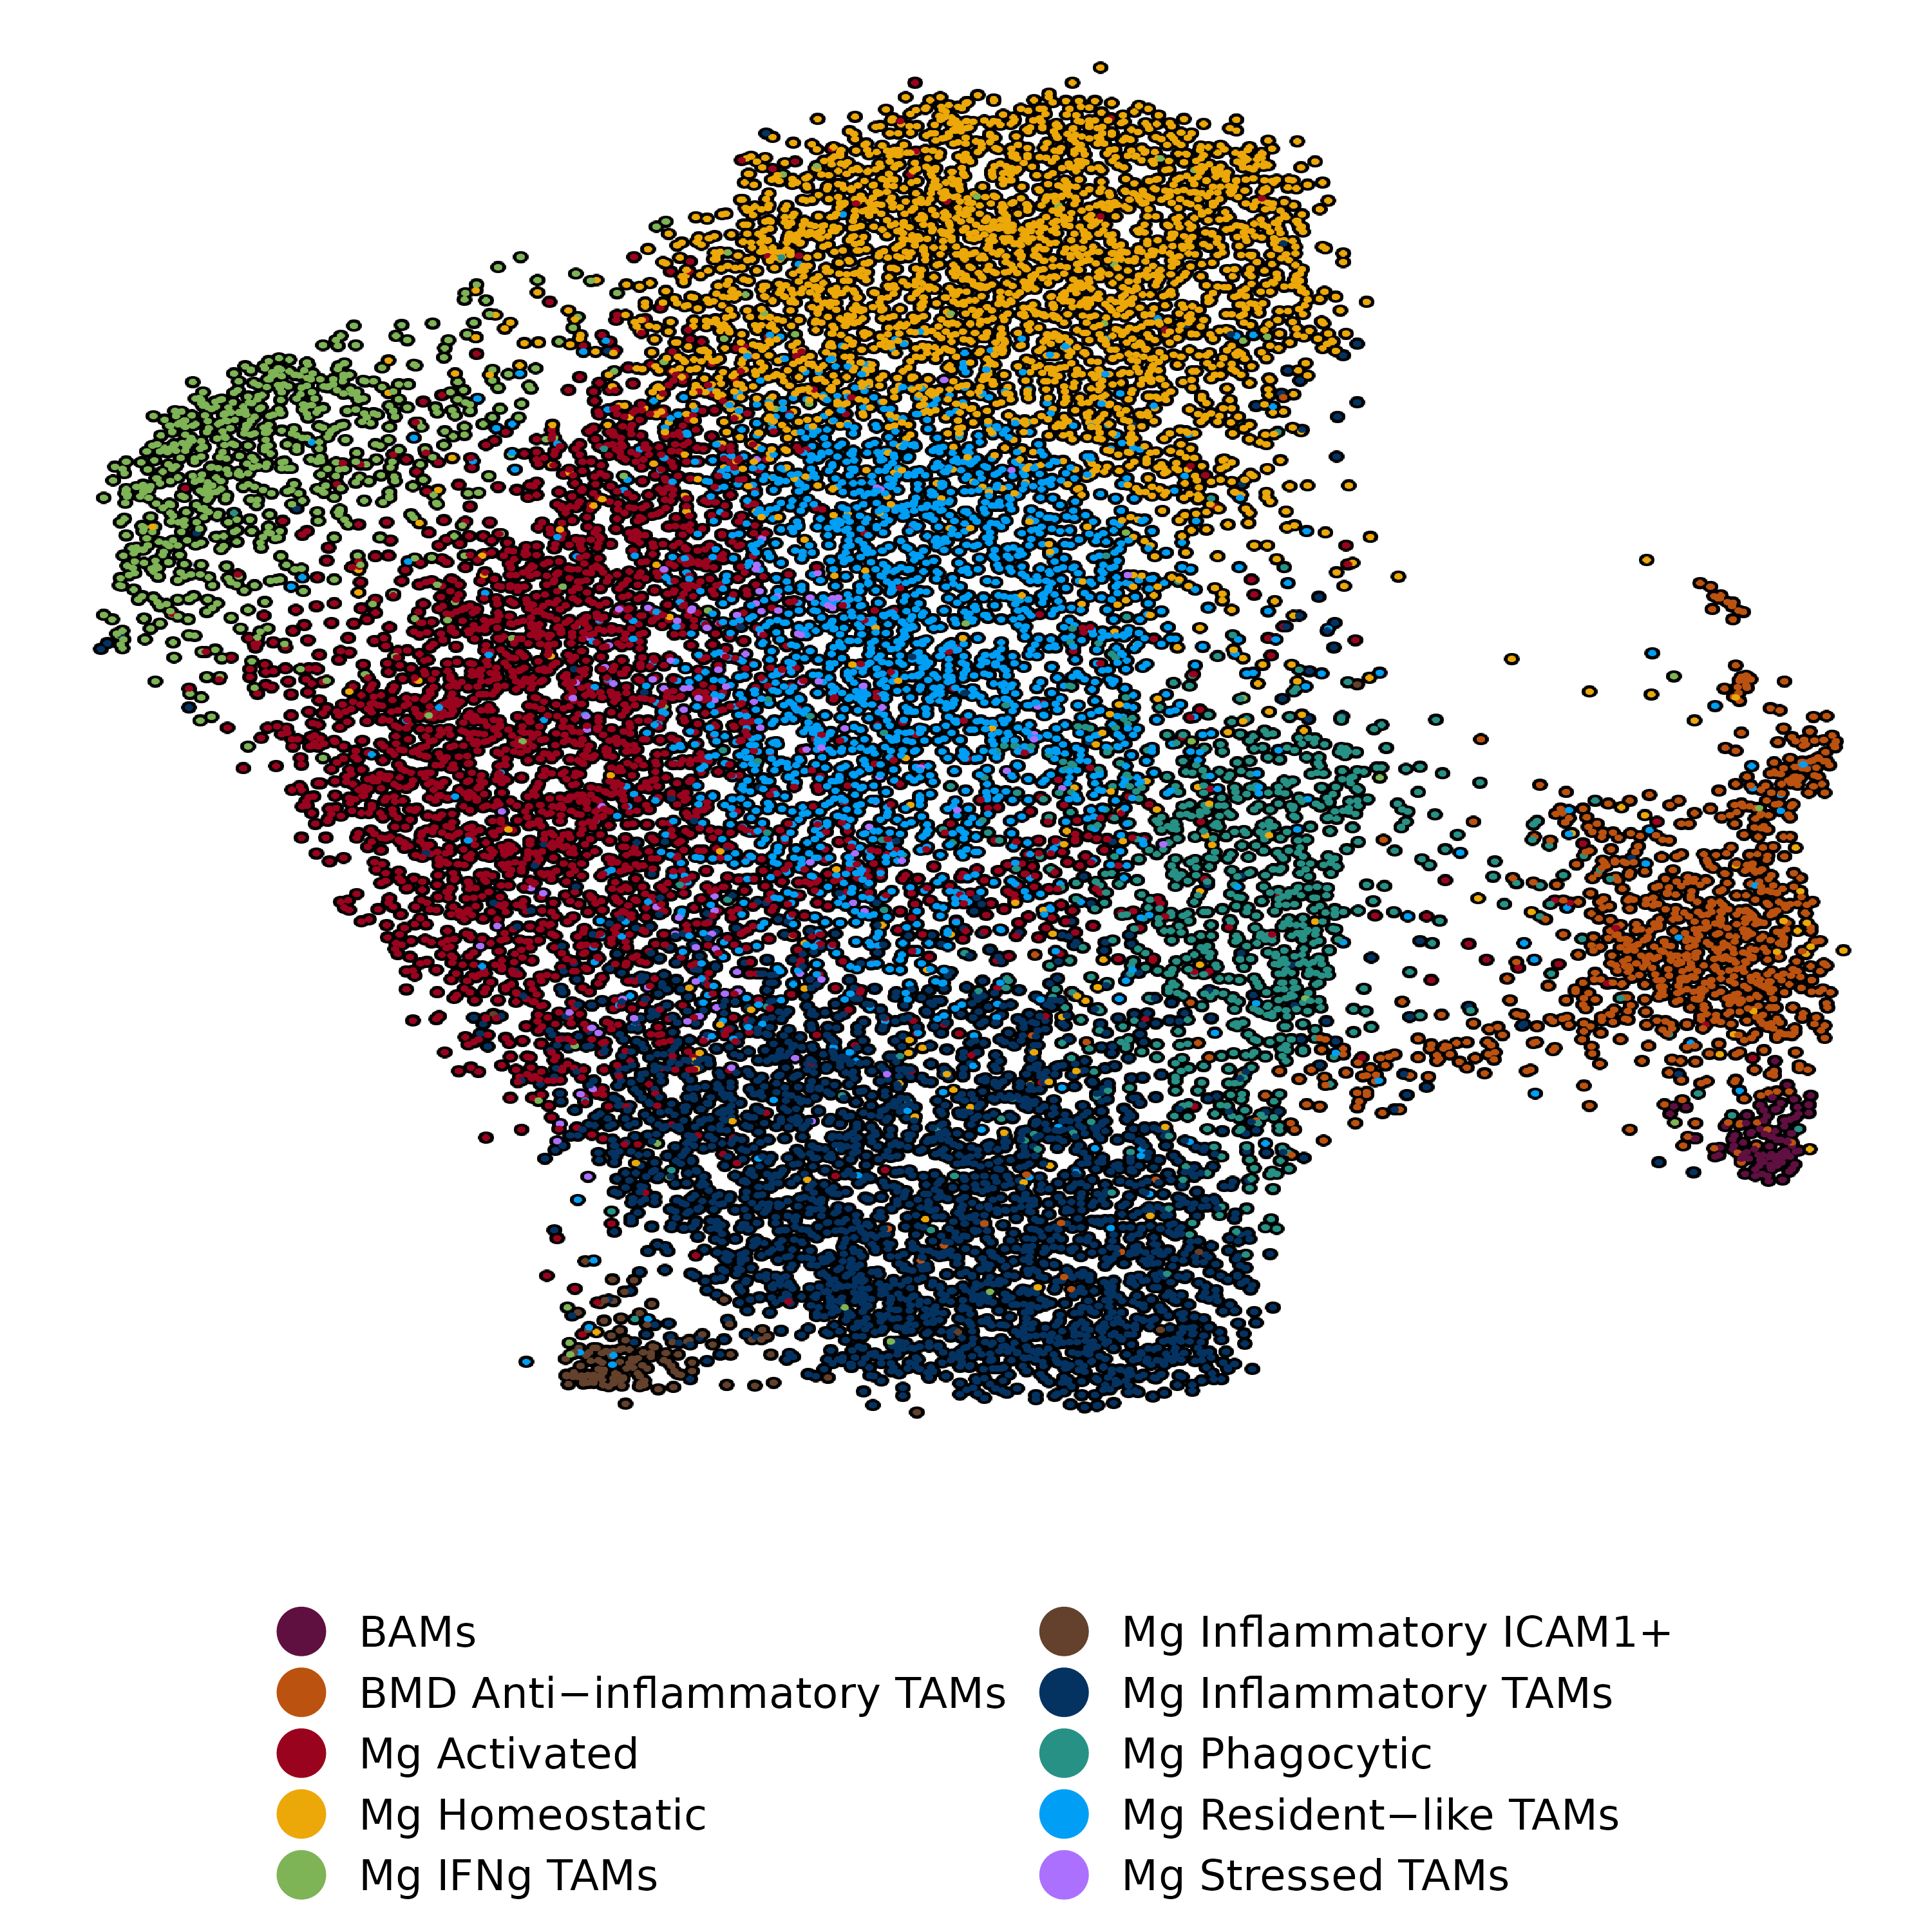 BAMs
BMD Anti−inflammatory TAMs
Mg Activated
Mg Homeostatic
Mg IFNg TAMs
Mg Inflammatory ICAM1+
Mg Inflammatory TAMs
Mg Phagocytic
Mg Resident−like TAMs
Mg Stressed TAMs